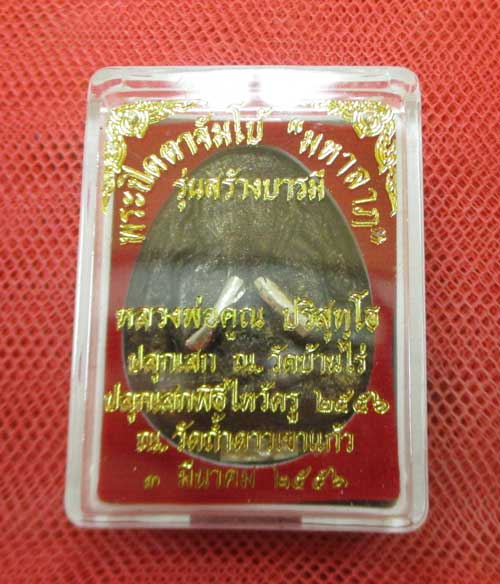 พระปิดตาจัมโบ้ "มหาลาภ"
รุ่นสร้างบารมี
หลวงพ่อคูณ ปริสุทฺโธ
ปลุกเสก ณ. วัดบ้านไร่
ปลุกเสกพิธีไหว้ครู ๒๕๕๖
ณ. วัดถ้ำดาวเขาแก้ว
๓ มีนาคม ๒๕๕๖